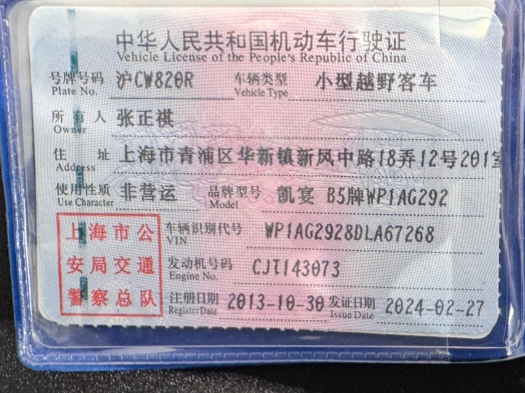 中华人民共和国机动车行驶证
Vehicle License of the People's Republic of China
号牌号码 沪CW820R 车辆类型 小型越野客车
Plate No. Vehicle Type
所有人 张正祺
Owner
住址 上海市青浦区华新镇新风中路18弄12号201室
Address
使用性质 非营运 品牌型号 凯宴 B5牌WP1AG292
Use Character Model
上海市公 车辆识别代号 WP1AG2928DLA67268
VIN
安局交通 发动机号码 CJT143073
Engine No.
警察总队 注册日期 2013-10-30 发证日期 2024-02-27
Register Date Issue Date